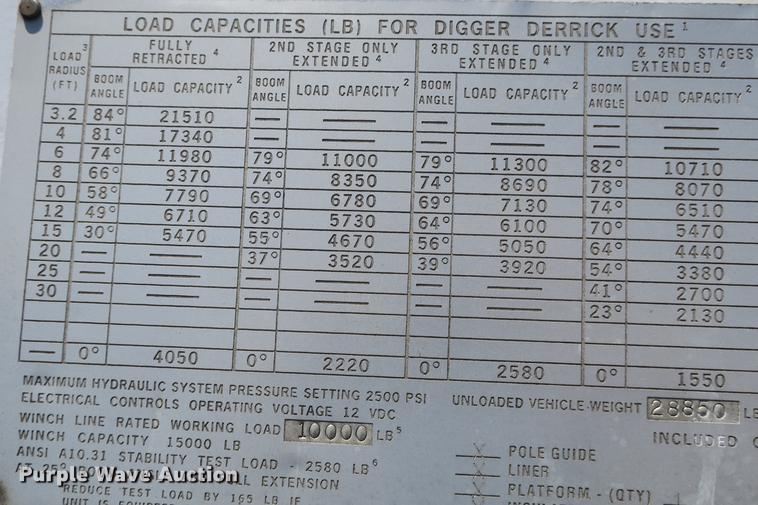 LOAD CAPACITIES (LB) FOR DIGGER DERRICK USE 1
LOAD 3 RADIUS (FT) FULLY RETRACTED 4 2ND STAGE ONLY EXTENDED 4 3RD STAGE ONLY EXTENDED 4 2ND & 3RD STAGES EXTENDED 4
BOOM ANGLE LOAD CAPACITY 2 BOOM ANGLE LOAD CAPACITY 2 BOOM ANGLE LOAD CAPACITY 2 BOOM ANGLE LOAD CAPACITY 2
3.2 84° 21510 — — — — — —
4 81° 17340 — — — — — —
6 74° 11980 79° 11000 79° 11300 82° 10710
8 66° 9370 74° 8350 74° 8690 78° 8070
10 58° 7790 69° 6780 69° 7130 74° 6510
12 49° 6710 63° 5730 64° 6100 70° 5470
15 30° 5470 55° 4670 56° 5050 64° 4440
20 — — 37° 3520 39° 3920 54° 3380
25 — — — — — — 41° 2700
30 — — — — — — 23° 2130
— 0° 4050 0° 2220 0° 2580 0° 1550
MAXIMUM HYDRAULIC SYSTEM PRESSURE SETTING 2500 PSI
ELECTRICAL CONTROLS OPERATING VOLTAGE 12 VDC
WINCH LINE RATED WORKING LOAD 10000 LB 5
WINCH CAPACITY 15000 LB
ANSI A10.31 STABILITY TEST LOAD - 2580 LB 6
EXTENSION
REDUCE TEST LOAD BY 165 LB IF
UNIT IS
UNLOADED VEHICLE WEIGHT 28850 LB
INCLUDED
X POLE GUIDE
X LINER
X PLATFORM - (QTY)
Purple Wave Auction